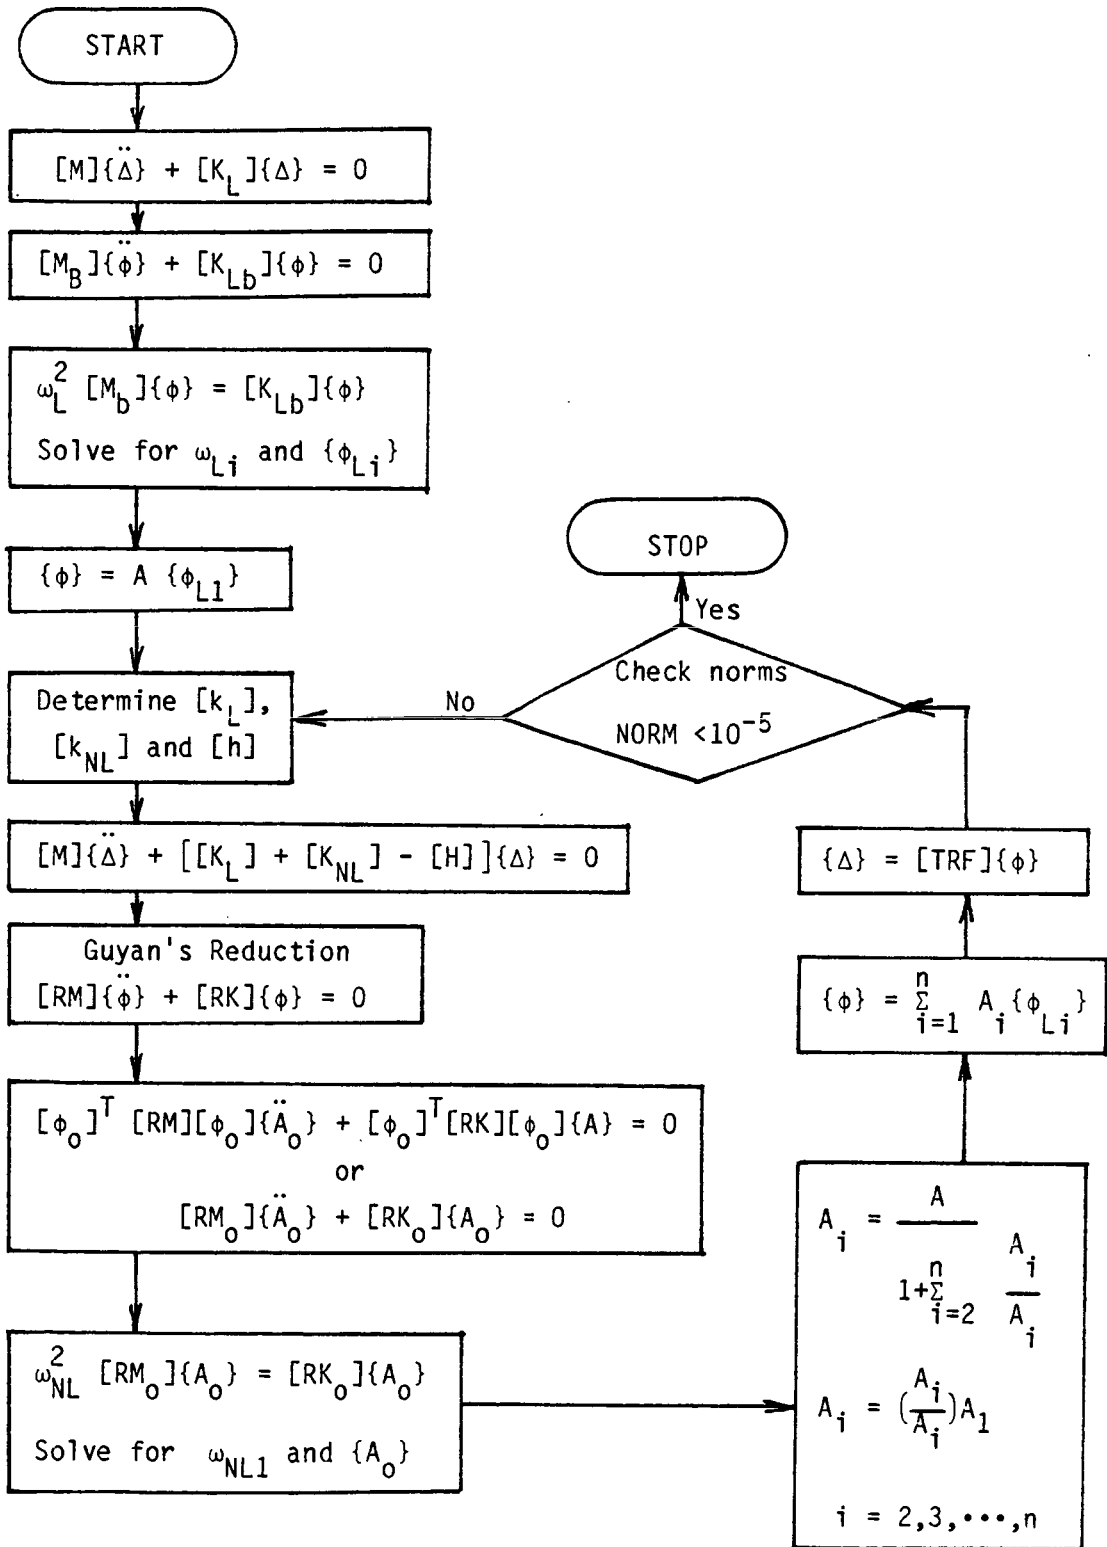 START
[M]{Δ̈} + [K_L]{Δ} = 0
[M_B]{ϕ̈} + [K_Lb]{ϕ} = 0
ω_L^2 [M_b]{ϕ} = [K_Lb]{ϕ}
Solve for ω_Li and {ϕ_Li}
{ϕ} = A {ϕ_L1}
Determine [k_L],
[k_NL] and [h]
[M]{Δ̈} + [[K_L] + [K_NL] - [H]]{Δ} = 0
Guyan's Reduction
[RM]{ϕ̈} + [RK]{ϕ} = 0
[ϕ_o]^T [RM][ϕ_o]{Ä_o} + [ϕ_o]^T[RK][ϕ_o]{A} = 0
or
[RM_o]{Ä_o} + [RK_o]{A_o} = 0
ω_NL^2 [RM_o]{A_o} = [RK_o]{A_o}
Solve for ω_NL1 and {A_o}
A_i = A / (1+Σ_{i=2}^n A_i/A_i)
A_i = (A_i/A_i)A_1
i = 2,3,⋯,n
{ϕ} = Σ_{i=1}^n A_i{ϕ_Li}
{Δ} = [TRF]{ϕ}
Check norms
NORM <10^-5
No
Yes
STOP